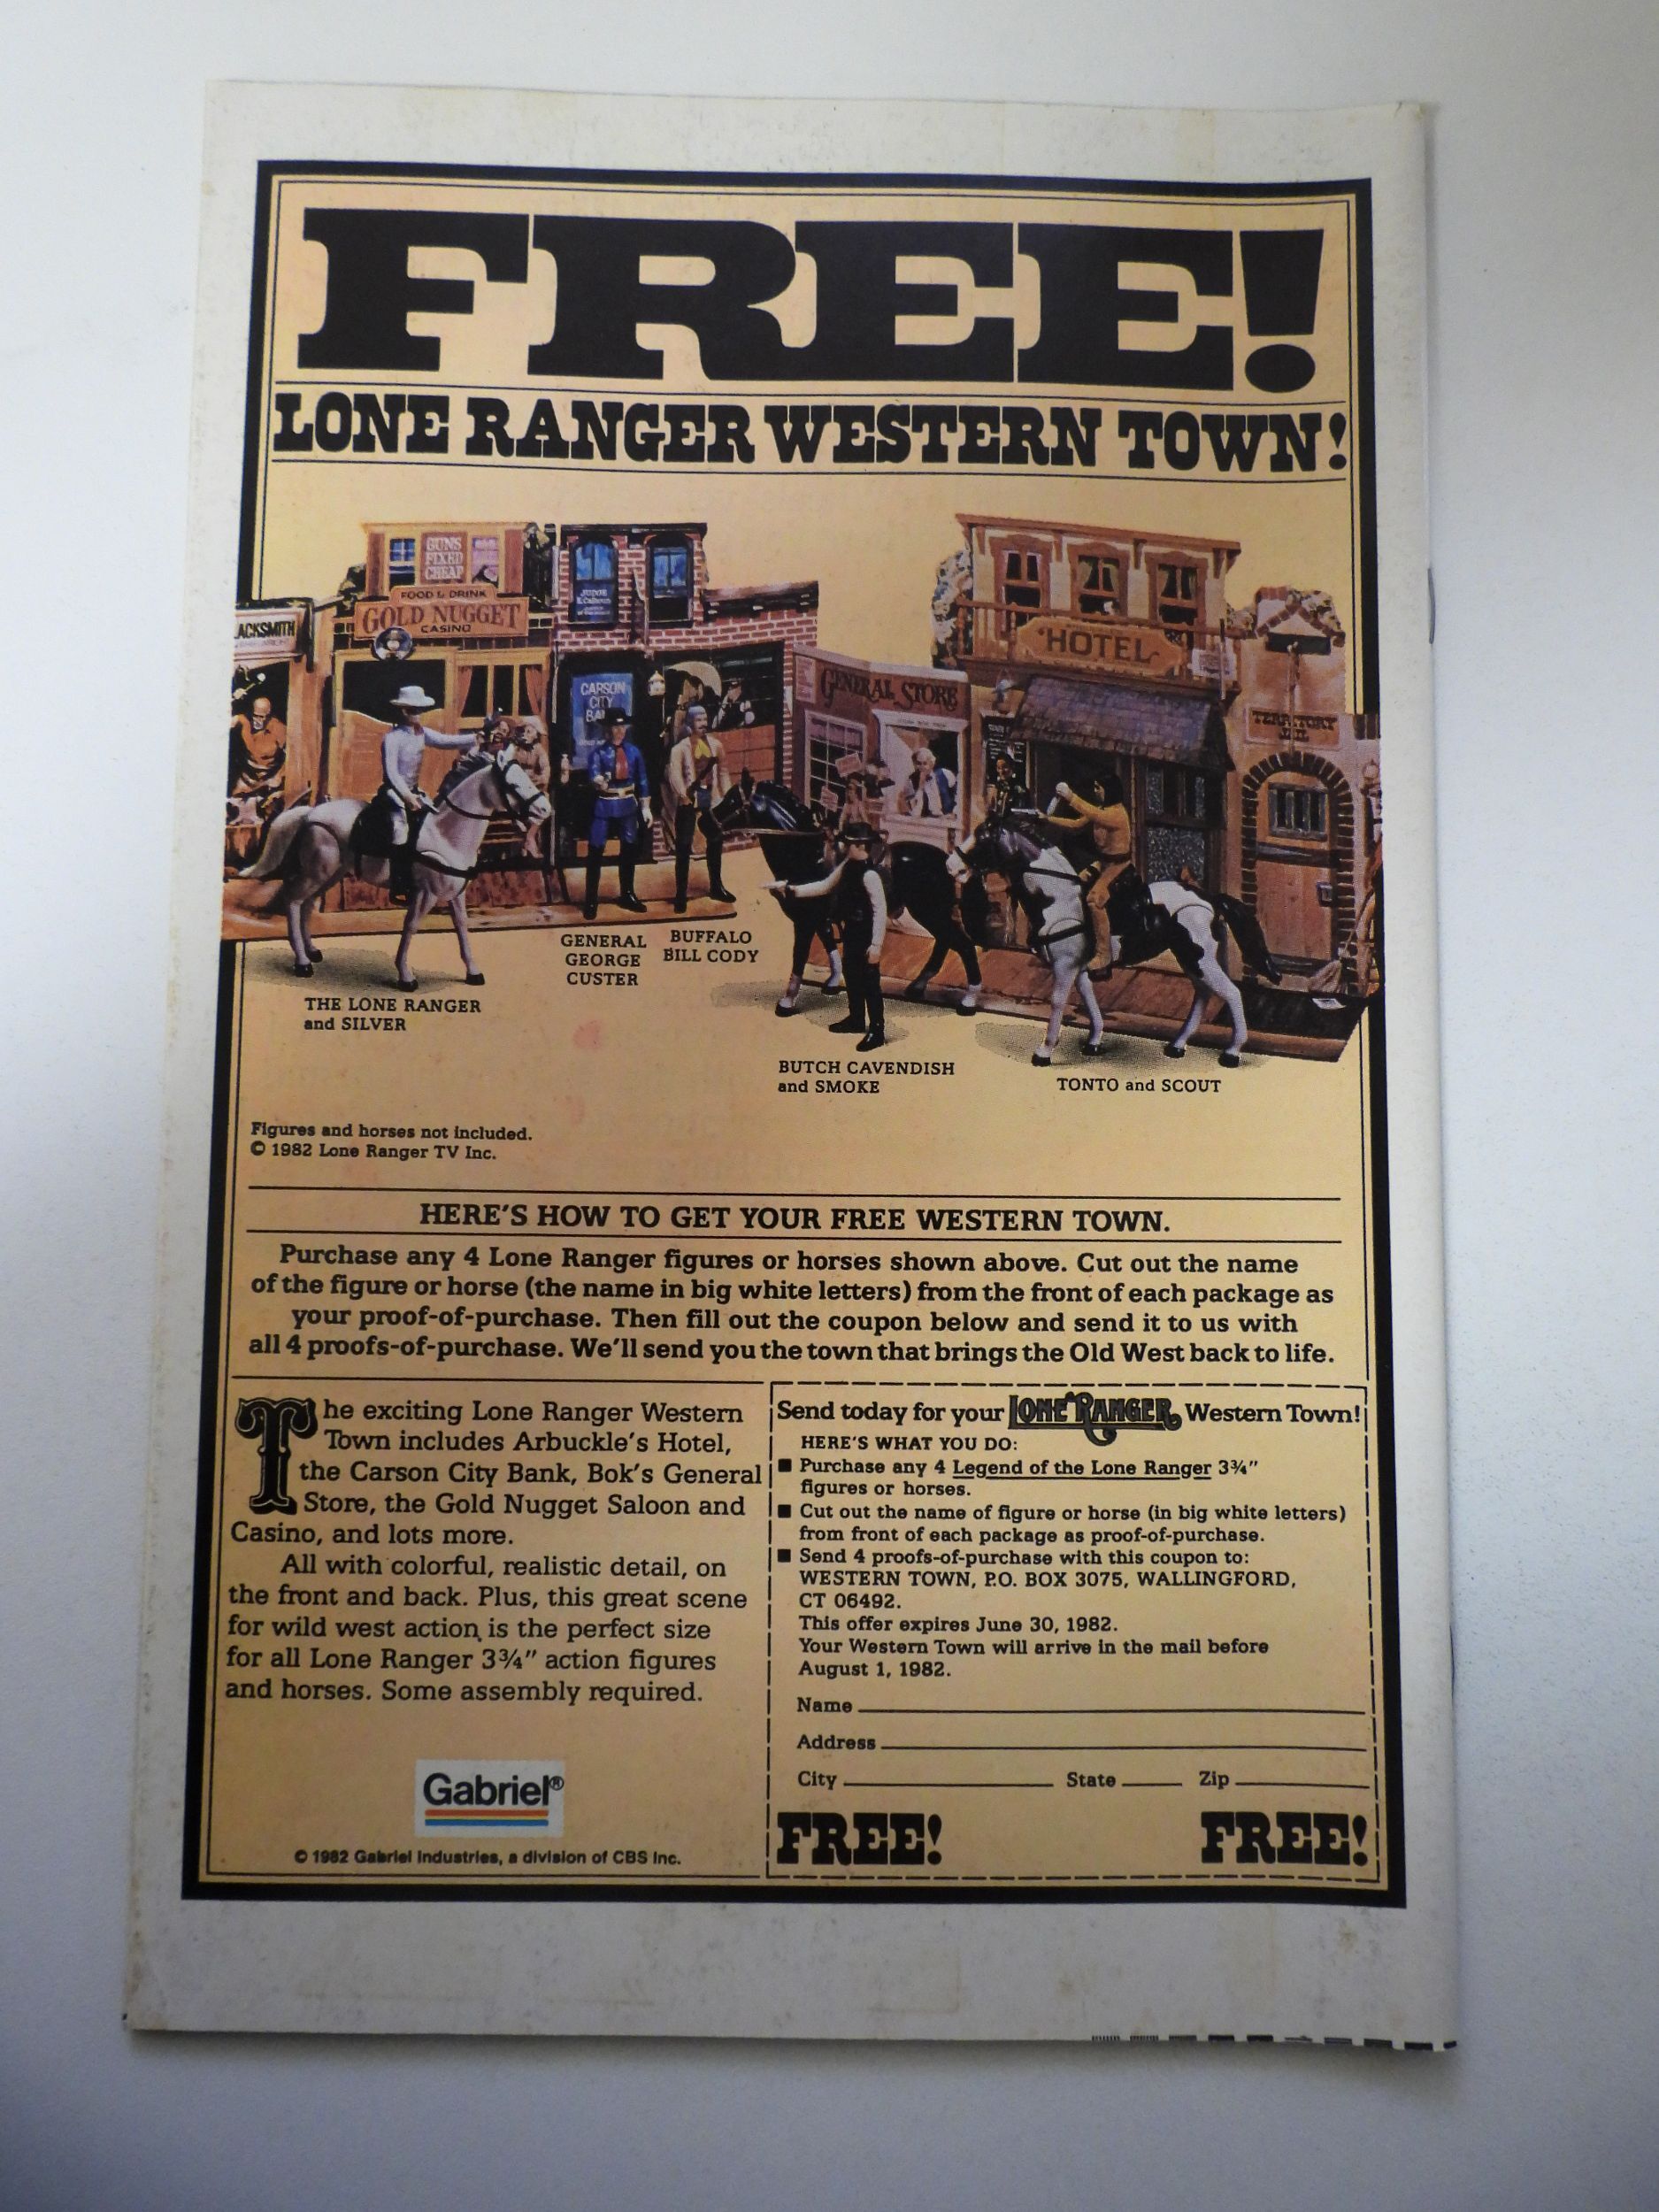 FREE!
LONE RANGER WESTERN TOWN!
GUNS
FIXED
CHEAP
FOOD & DRINK
GOLD NUGGET
CASINO
ACKSMITH
JUDGE
CARSON
CITY
BA
GENERAL STORE
HOTEL
TERRITORY
JAIL
THE LONE RANGER
and SILVER
GENERAL
GEORGE
CUSTER
BUFFALO
BILL CODY
BUTCH CAVENDISH
and SMOKE
TONTO and SCOUT
Figures and horses not included.
© 1982 Lone Ranger TV Inc.
HERE'S HOW TO GET YOUR FREE WESTERN TOWN.
Purchase any 4 Lone Ranger figures or horses shown above. Cut out the name
of the figure or horse (the name in big white letters) from the front of each package as
your proof-of-purchase. Then fill out the coupon below and send it to us with
all 4 proofs-of-purchase. We'll send you the town that brings the Old West back to life.
The exciting Lone Ranger Western
Town includes Arbuckle's Hotel,
the Carson City Bank, Bok's General
Store, the Gold Nugget Saloon and
Casino, and lots more.
All with colorful, realistic detail, on
the front and back. Plus, this great scene
for wild west action is the perfect size
for all Lone Ranger 3¾" action figures
and horses. Some assembly required.
Gabriel®
© 1982 Gabriel Industries, a division of CBS Inc.
Send today for your LONE RANGER Western Town!
HERE'S WHAT YOU DO:
■ Purchase any 4 Legend of the Lone Ranger 3¾"
figures or horses.
■ Cut out the name of figure or horse (in big white letters)
from front of each package as proof-of-purchase.
■ Send 4 proofs-of-purchase with this coupon to:
WESTERN TOWN, P.O. BOX 3075, WALLINGFORD,
CT 06492.
This offer expires June 30, 1982.
Your Western Town will arrive in the mail before
August 1, 1982.
Name
Address
City State Zip
FREE! FREE!